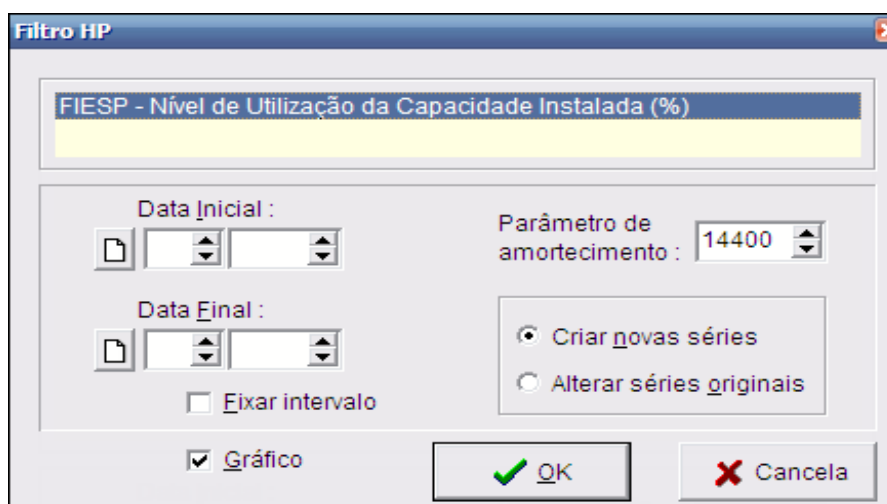 Filtro HP
FIESP - Nível de Utilização da Capacidade Instalada (%)
Data Inicial :
Parâmetro de
amortecimento :
14400
Data Final :
Criar novas séries
Alterar séries originais
Fixar intervalo
Gráfico
OK
Cancela